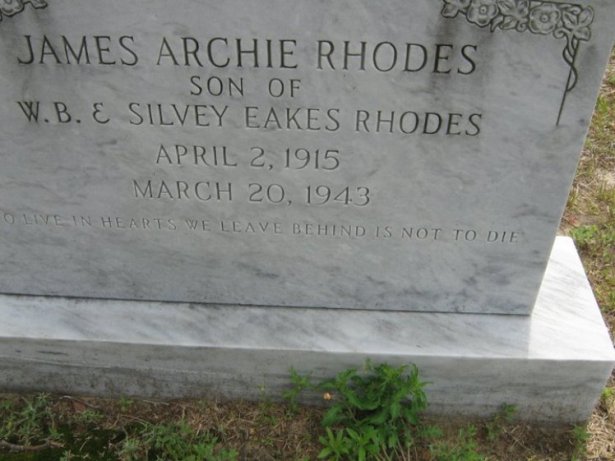 JAMES ARCHIE RHODES
SON OF
W.B. & SILVEY EAKES RHODES
APRIL 2, 1915
MARCH 20, 1943
O LIVE IN HEARTS WE LEAVE BEHIND IS NOT TO DIE